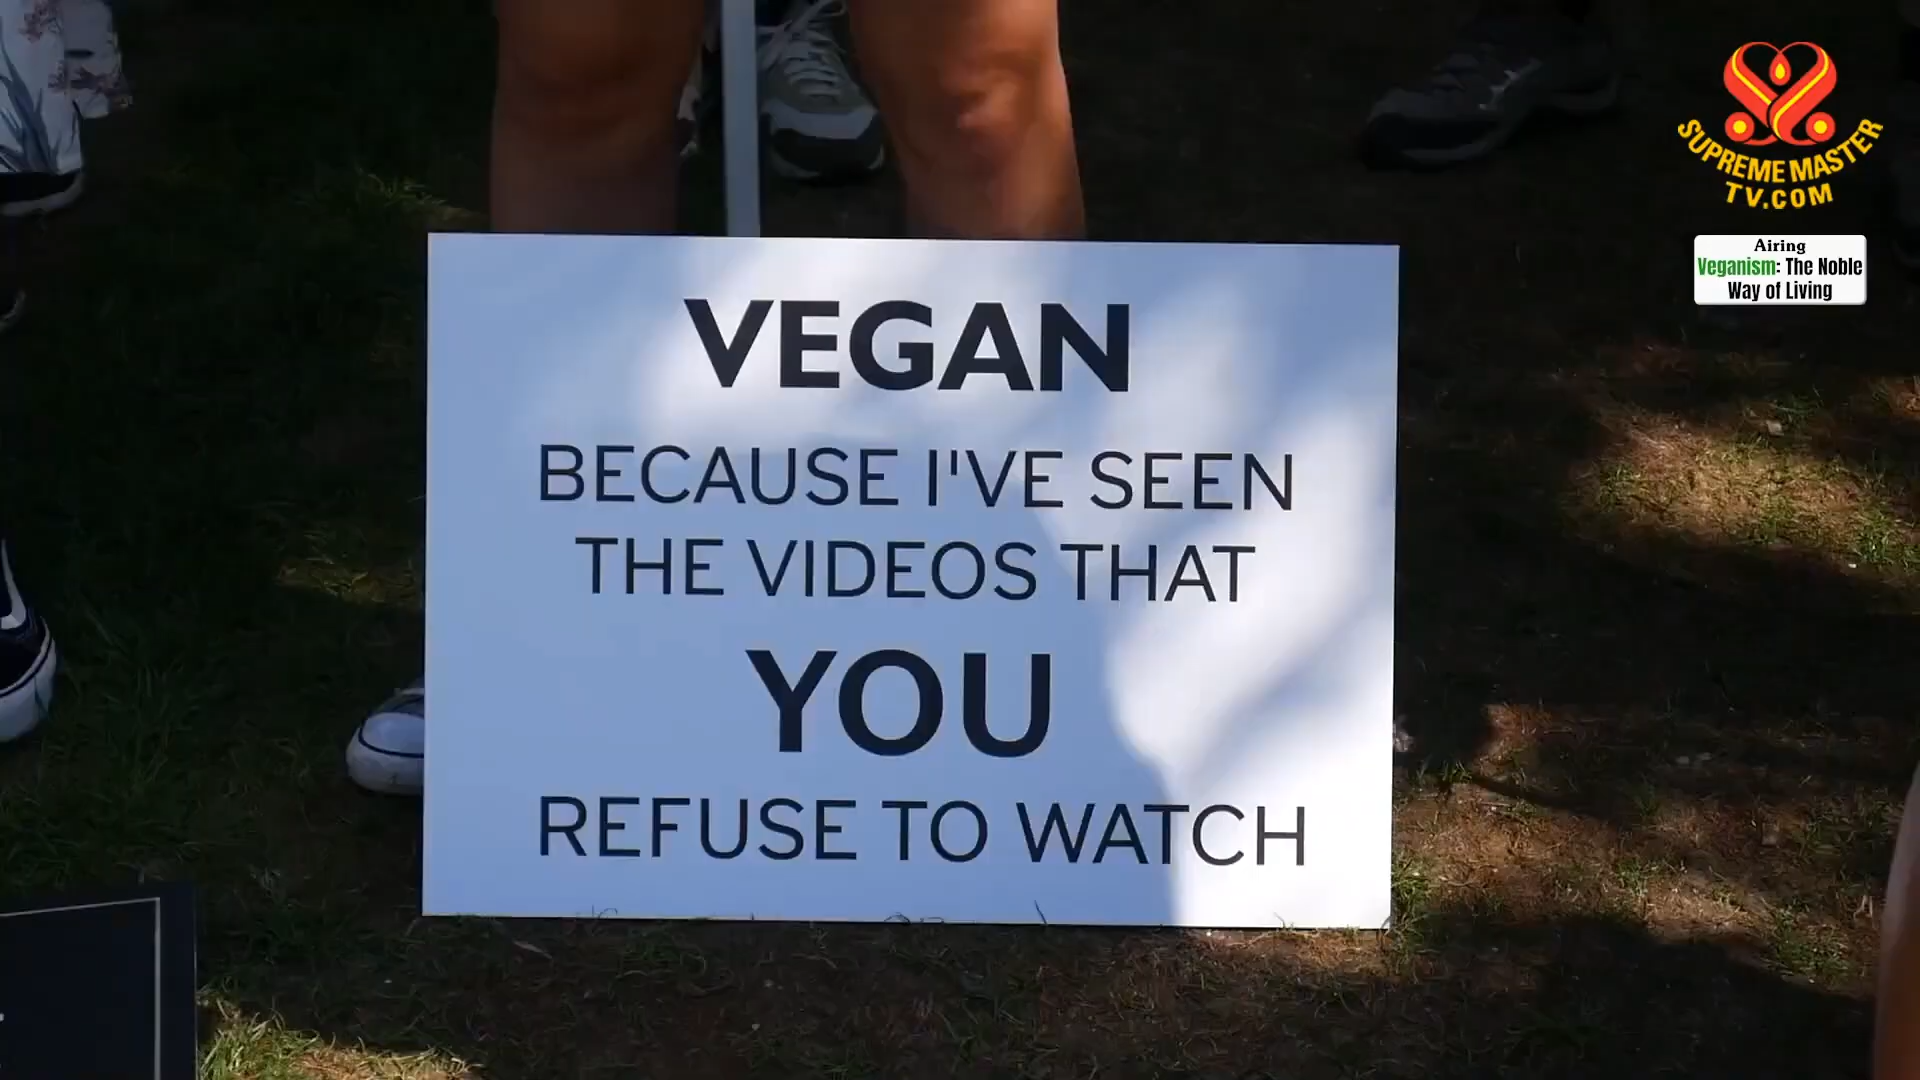 VEGAN
BECAUSE I'VE SEEN
THE VIDEOS THAT
YOU
REFUSE TO WATCH
SUPREME MASTER
TV.COM
Airing
Veganism: The Noble
Way of Living